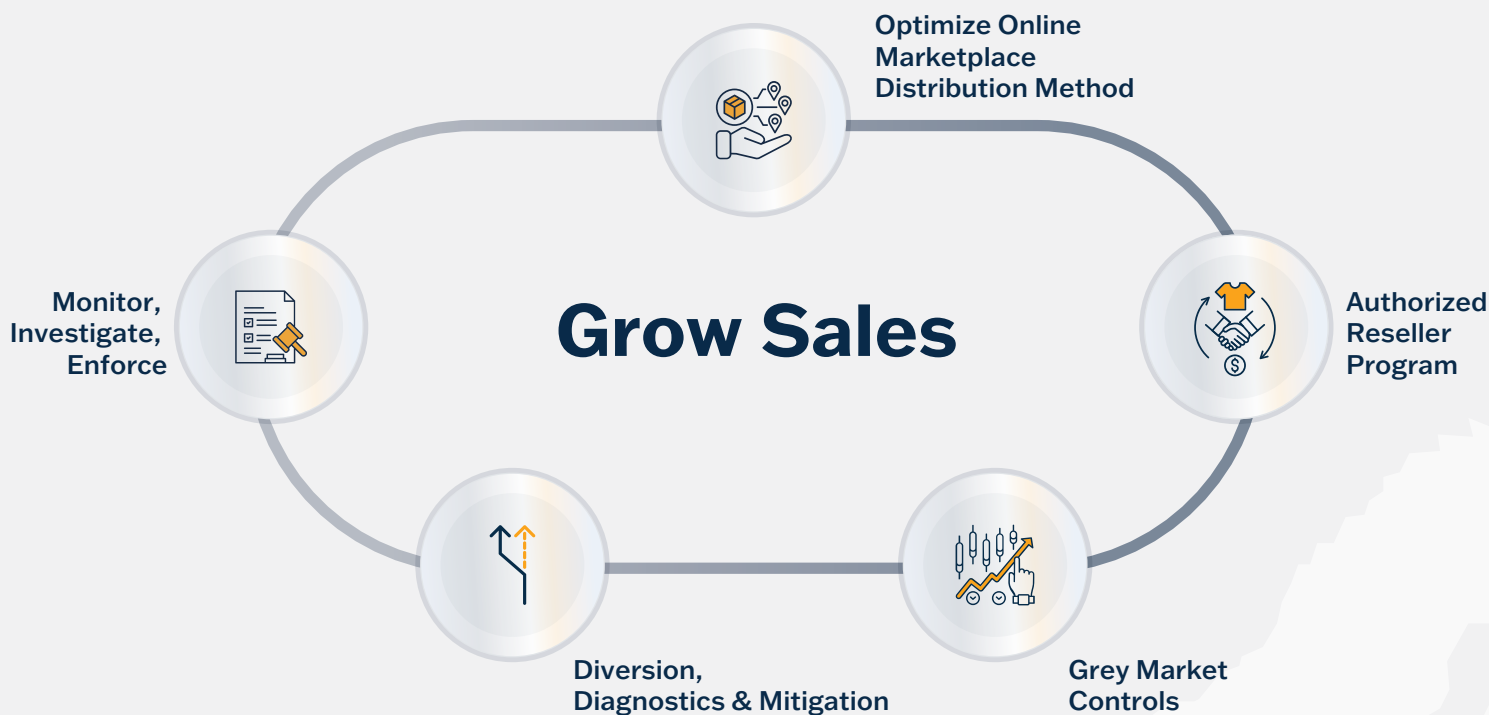 Optimize Online
Marketplace
Distribution Method
Monitor,
Investigate,
Enforce
Grow Sales
Authorized
Reseller
Program
$
Diversion,
Diagnostics & Mitigation
Grey Market
Controls